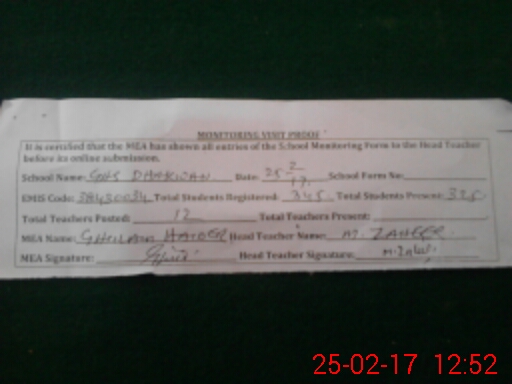 MONITORING VISIT PROOF
It is certified that the MEA has shown all entries of the School Monitoring Form to the Head Teacher
before its online submission.
School Name: GHS DHAKWAN Date: 25-2-17. School Form No:
EMIS Code: Total Students Registered: 345 Total Students Present:
Total Teachers Posted: 12 Total Teachers Present:
MEA Name: GHULAM HAIDER Head Teacher Name: M. ZAHEER
MEA Signature: Head Teacher Signature:
25-02-17 12:52